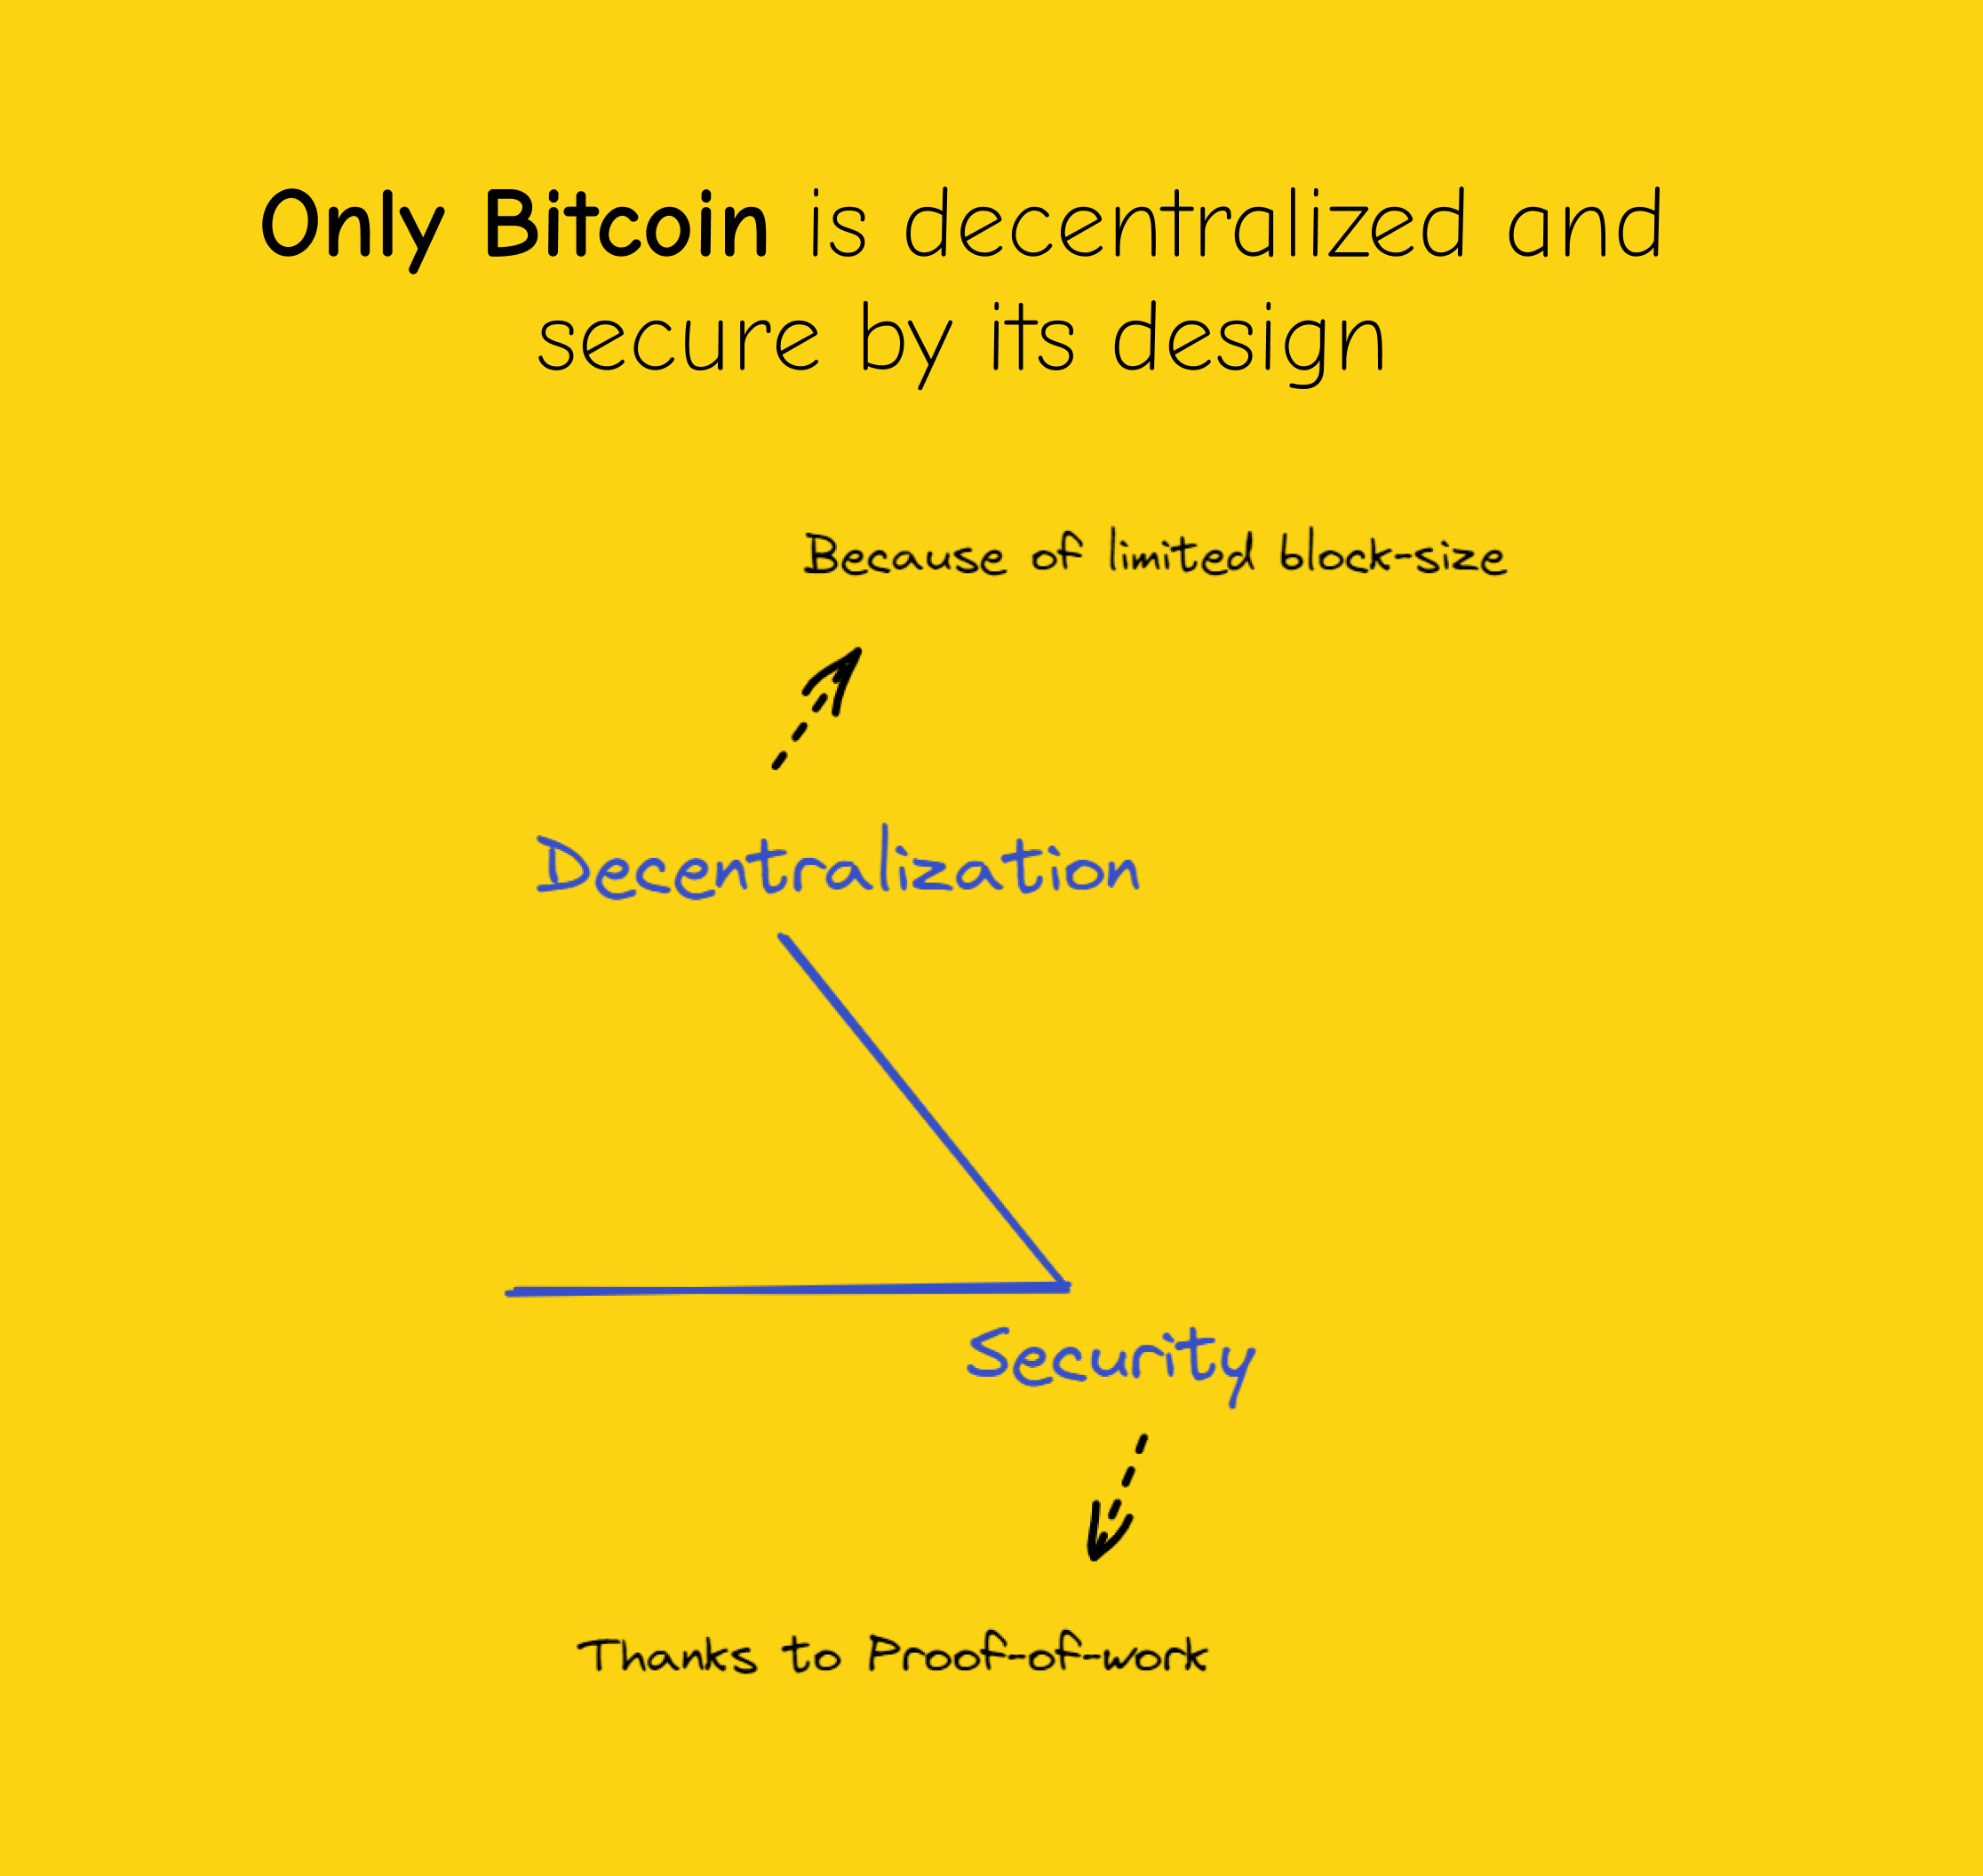 Only Bitcoin is decentralized and
secure by its design
Because of limited block-size
Decentralization
Security
Thanks to Proof-of-work